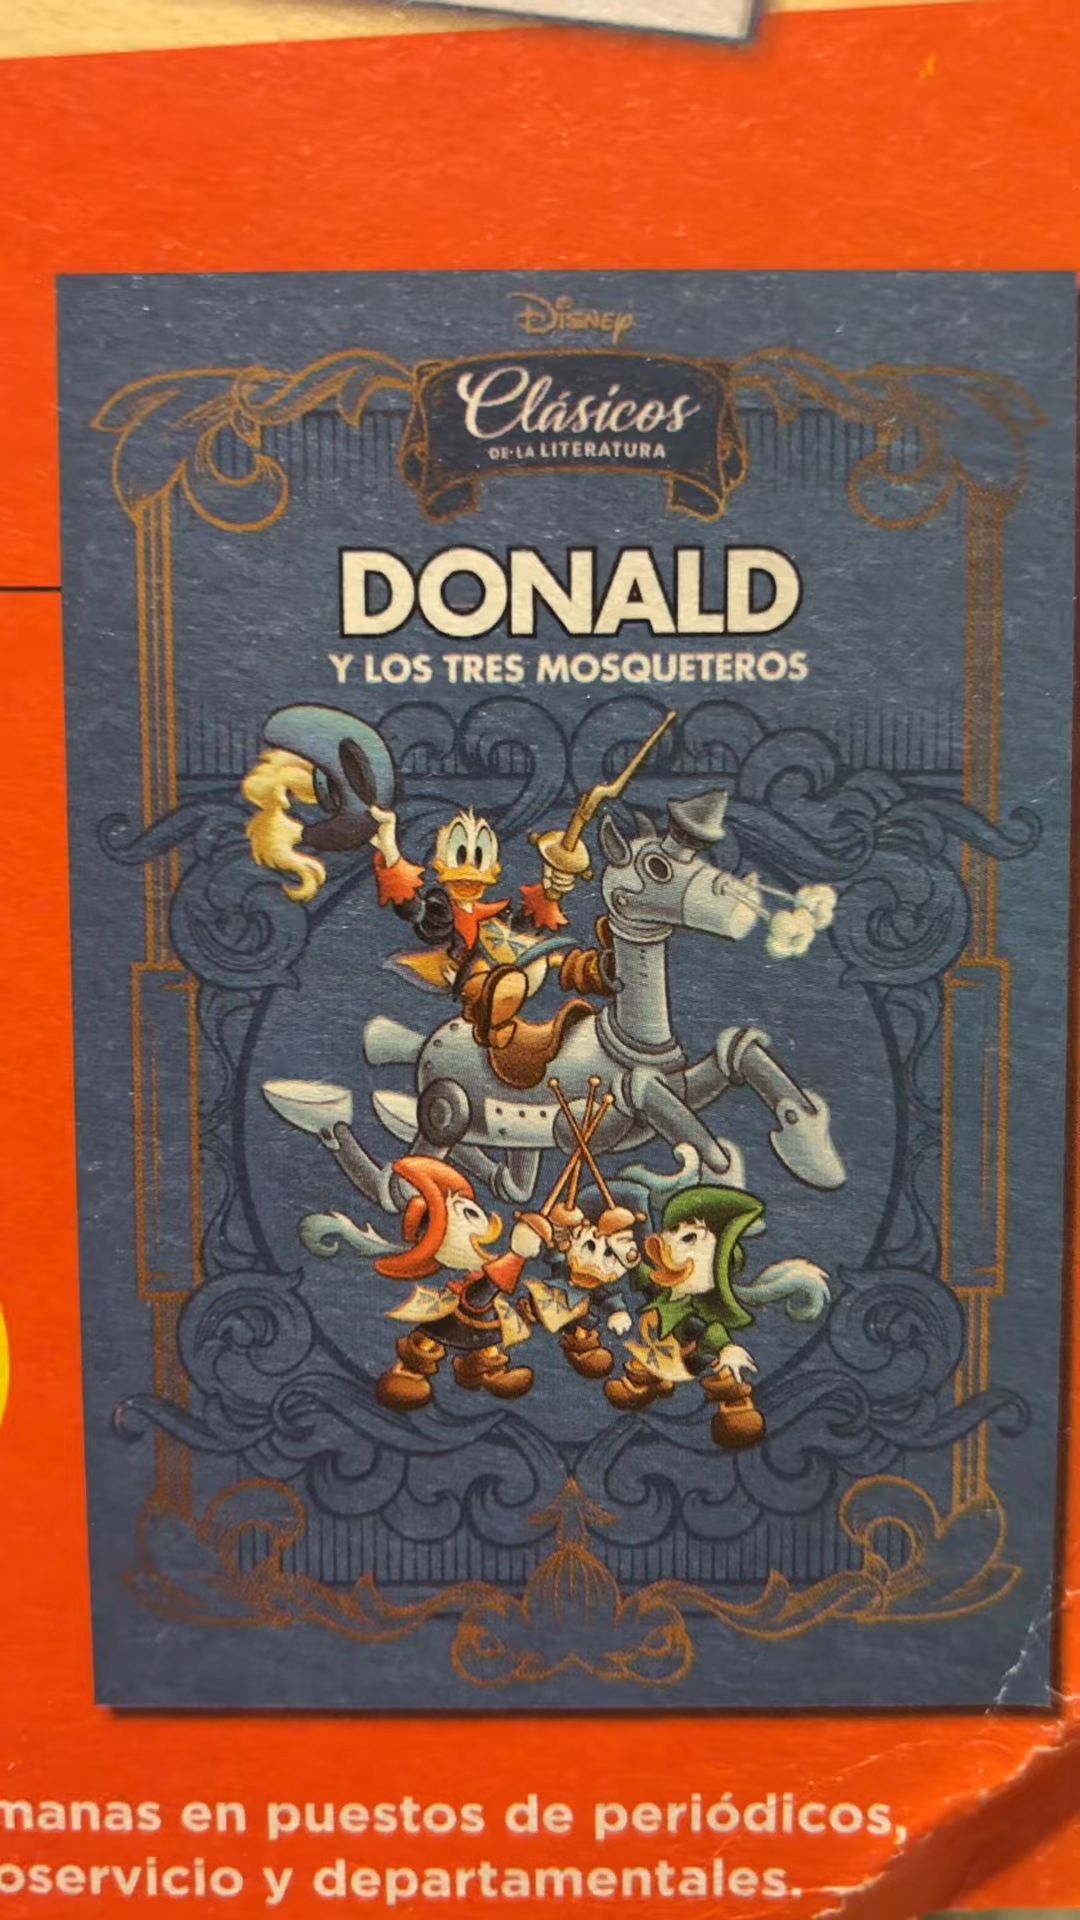 Disney
Clásicos
DE LA LITERATURA
DONALD
Y LOS TRES MOSQUETEROS
manas en puestos de periódicos,
oservicio y departamentales.